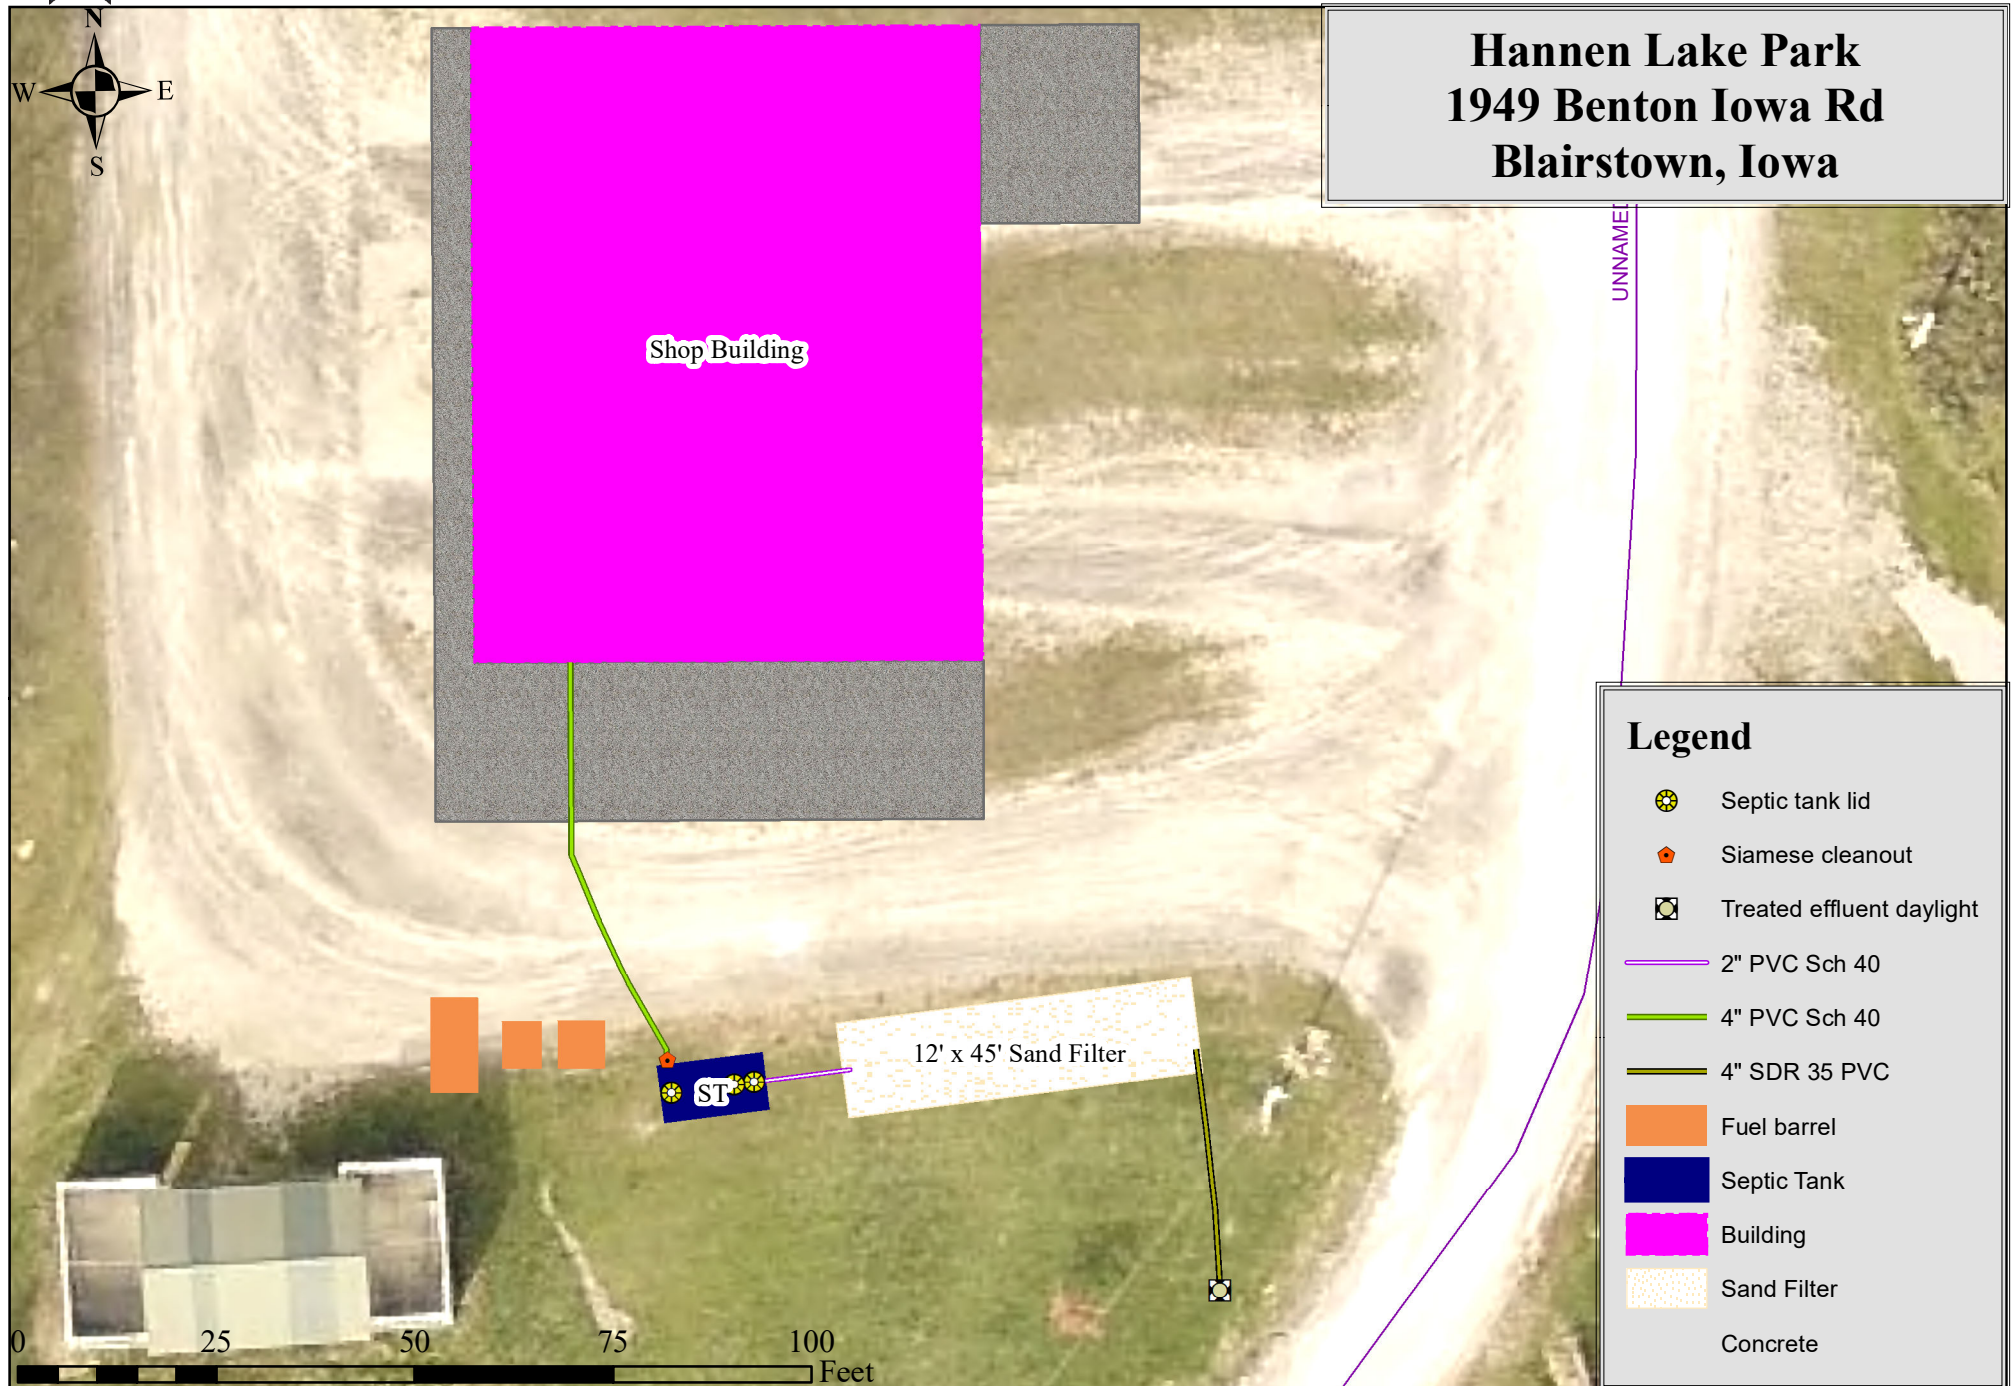 N
W
E
S
Hannen Lake Park
1949 Benton Iowa Rd
Blairstown, Iowa
UNNAMED
Shop Building
ST
12' x 45' Sand Filter
Legend
Septic tank lid
Siamese cleanout
Treated effluent daylight
2" PVC Sch 40
4" PVC Sch 40
4" SDR 35 PVC
Fuel barrel
Septic Tank
Building
Sand Filter
Concrete
0 25 50 75 100
Feet